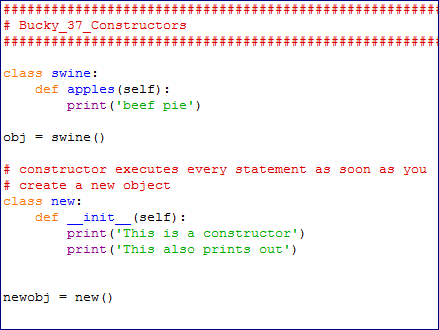 ######################################################
# Bucky_37_Constructors
######################################################
class swine:
    def apples(self):
        print('beef pie')
obj = swine()
# constructor executes every statement as soon as you
# create a new object
class new:
    def __init__(self):
        print('This is a constructor')
        print('This also prints out')
newobj = new()